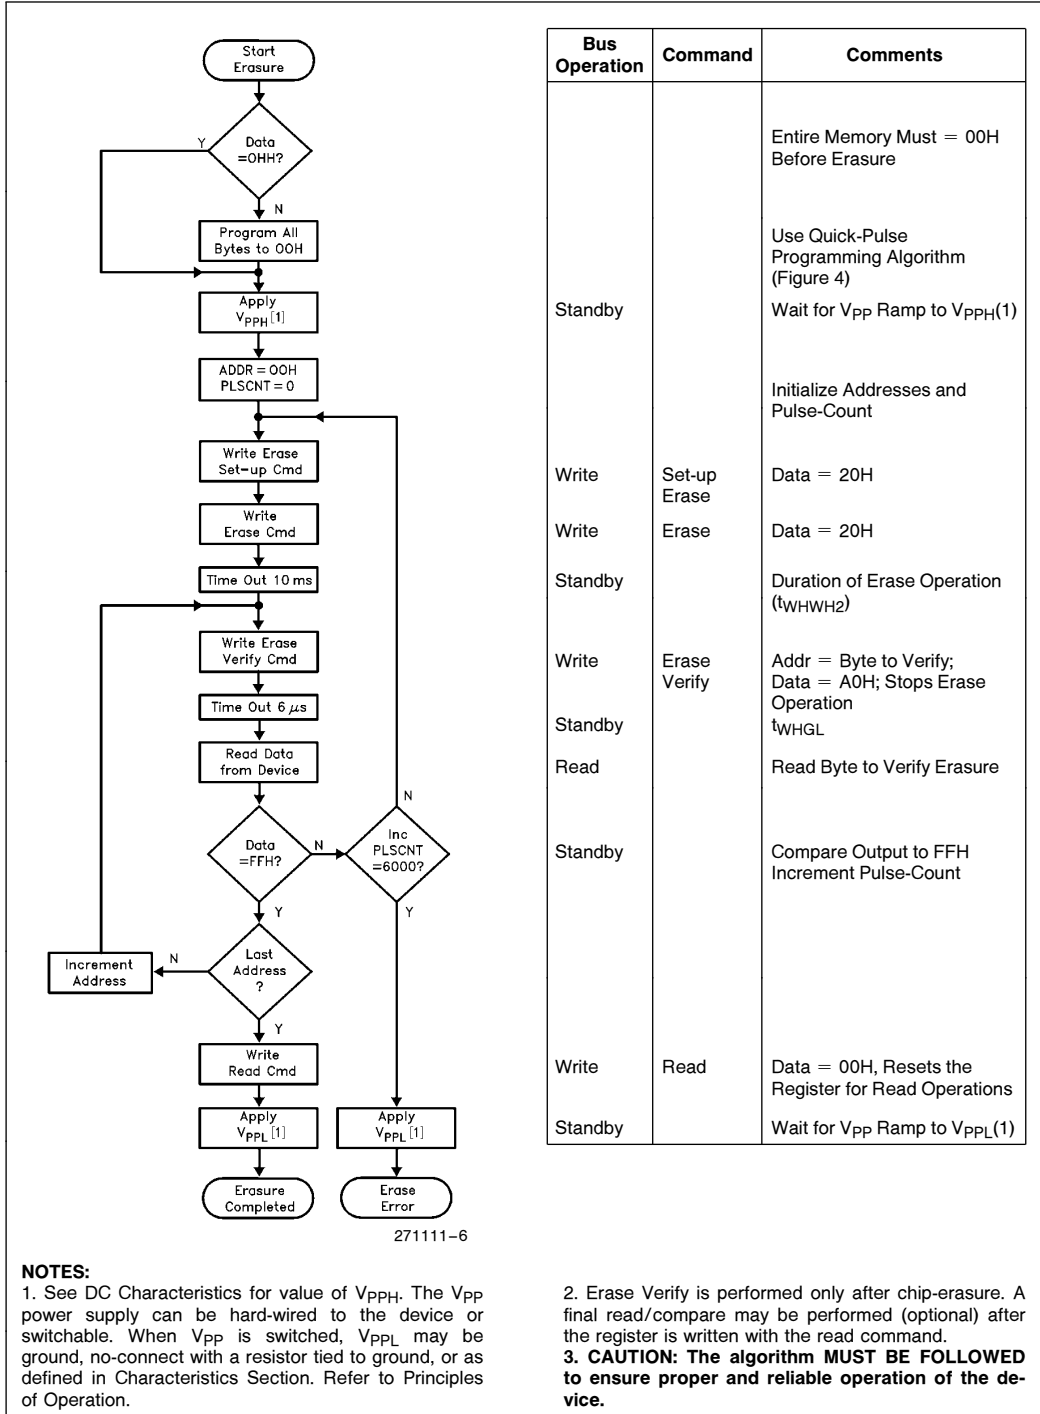 Start
Erasure
Y
Data
=OHH?
N
Program All
Bytes to 00H
Apply
VPPH[1]
ADDR = 00H
PLSCNT = 0
Write Erase
Set-up Cmd
Write
Erase Cmd
Time Out 10 ms
Write Erase
Verify Cmd
Time Out 6 μs
Read Data
from Device
Data
=FFH?
N
Inc
PLSCNT
=6000?
N
Y
Y
Last
Address
?
N
Increment
Address
Y
Write
Read Cmd
Apply
VPPL[1]
Apply
VPPL[1]
Erasure
Completed
Erase
Error
271111–6
Bus
Operation
Command
Comments
Entire Memory Must = 00H
Before Erasure
Use Quick-Pulse
Programming Algorithm
(Figure 4)
Standby
Wait for VPP Ramp to VPPH(1)
Initialize Addresses and
Pulse-Count
Write
Set-up
Erase
Data = 20H
Write
Erase
Data = 20H
Standby
Duration of Erase Operation
(tWHWH2)
Write
Erase
Verify
Addr = Byte to Verify;
Data = A0H; Stops Erase
Operation
Standby
tWHGL
Read
Read Byte to Verify Erasure
Standby
Compare Output to FFH
Increment Pulse-Count
Write
Read
Data = 00H, Resets the
Register for Read Operations
Standby
Wait for VPP Ramp to VPPL(1)
NOTES:
1. See DC Characteristics for value of VPPH. The VPP
power supply can be hard-wired to the device or
switchable. When VPP is switched, VPPL may be
ground, no-connect with a resistor tied to ground, or as
defined in Characteristics Section. Refer to Principles
of Operation.
2. Erase Verify is performed only after chip-erasure. A
final read/compare may be performed (optional) after
the register is written with the read command.
3. CAUTION: The algorithm MUST BE FOLLOWED
to ensure proper and reliable operation of the de-
vice.